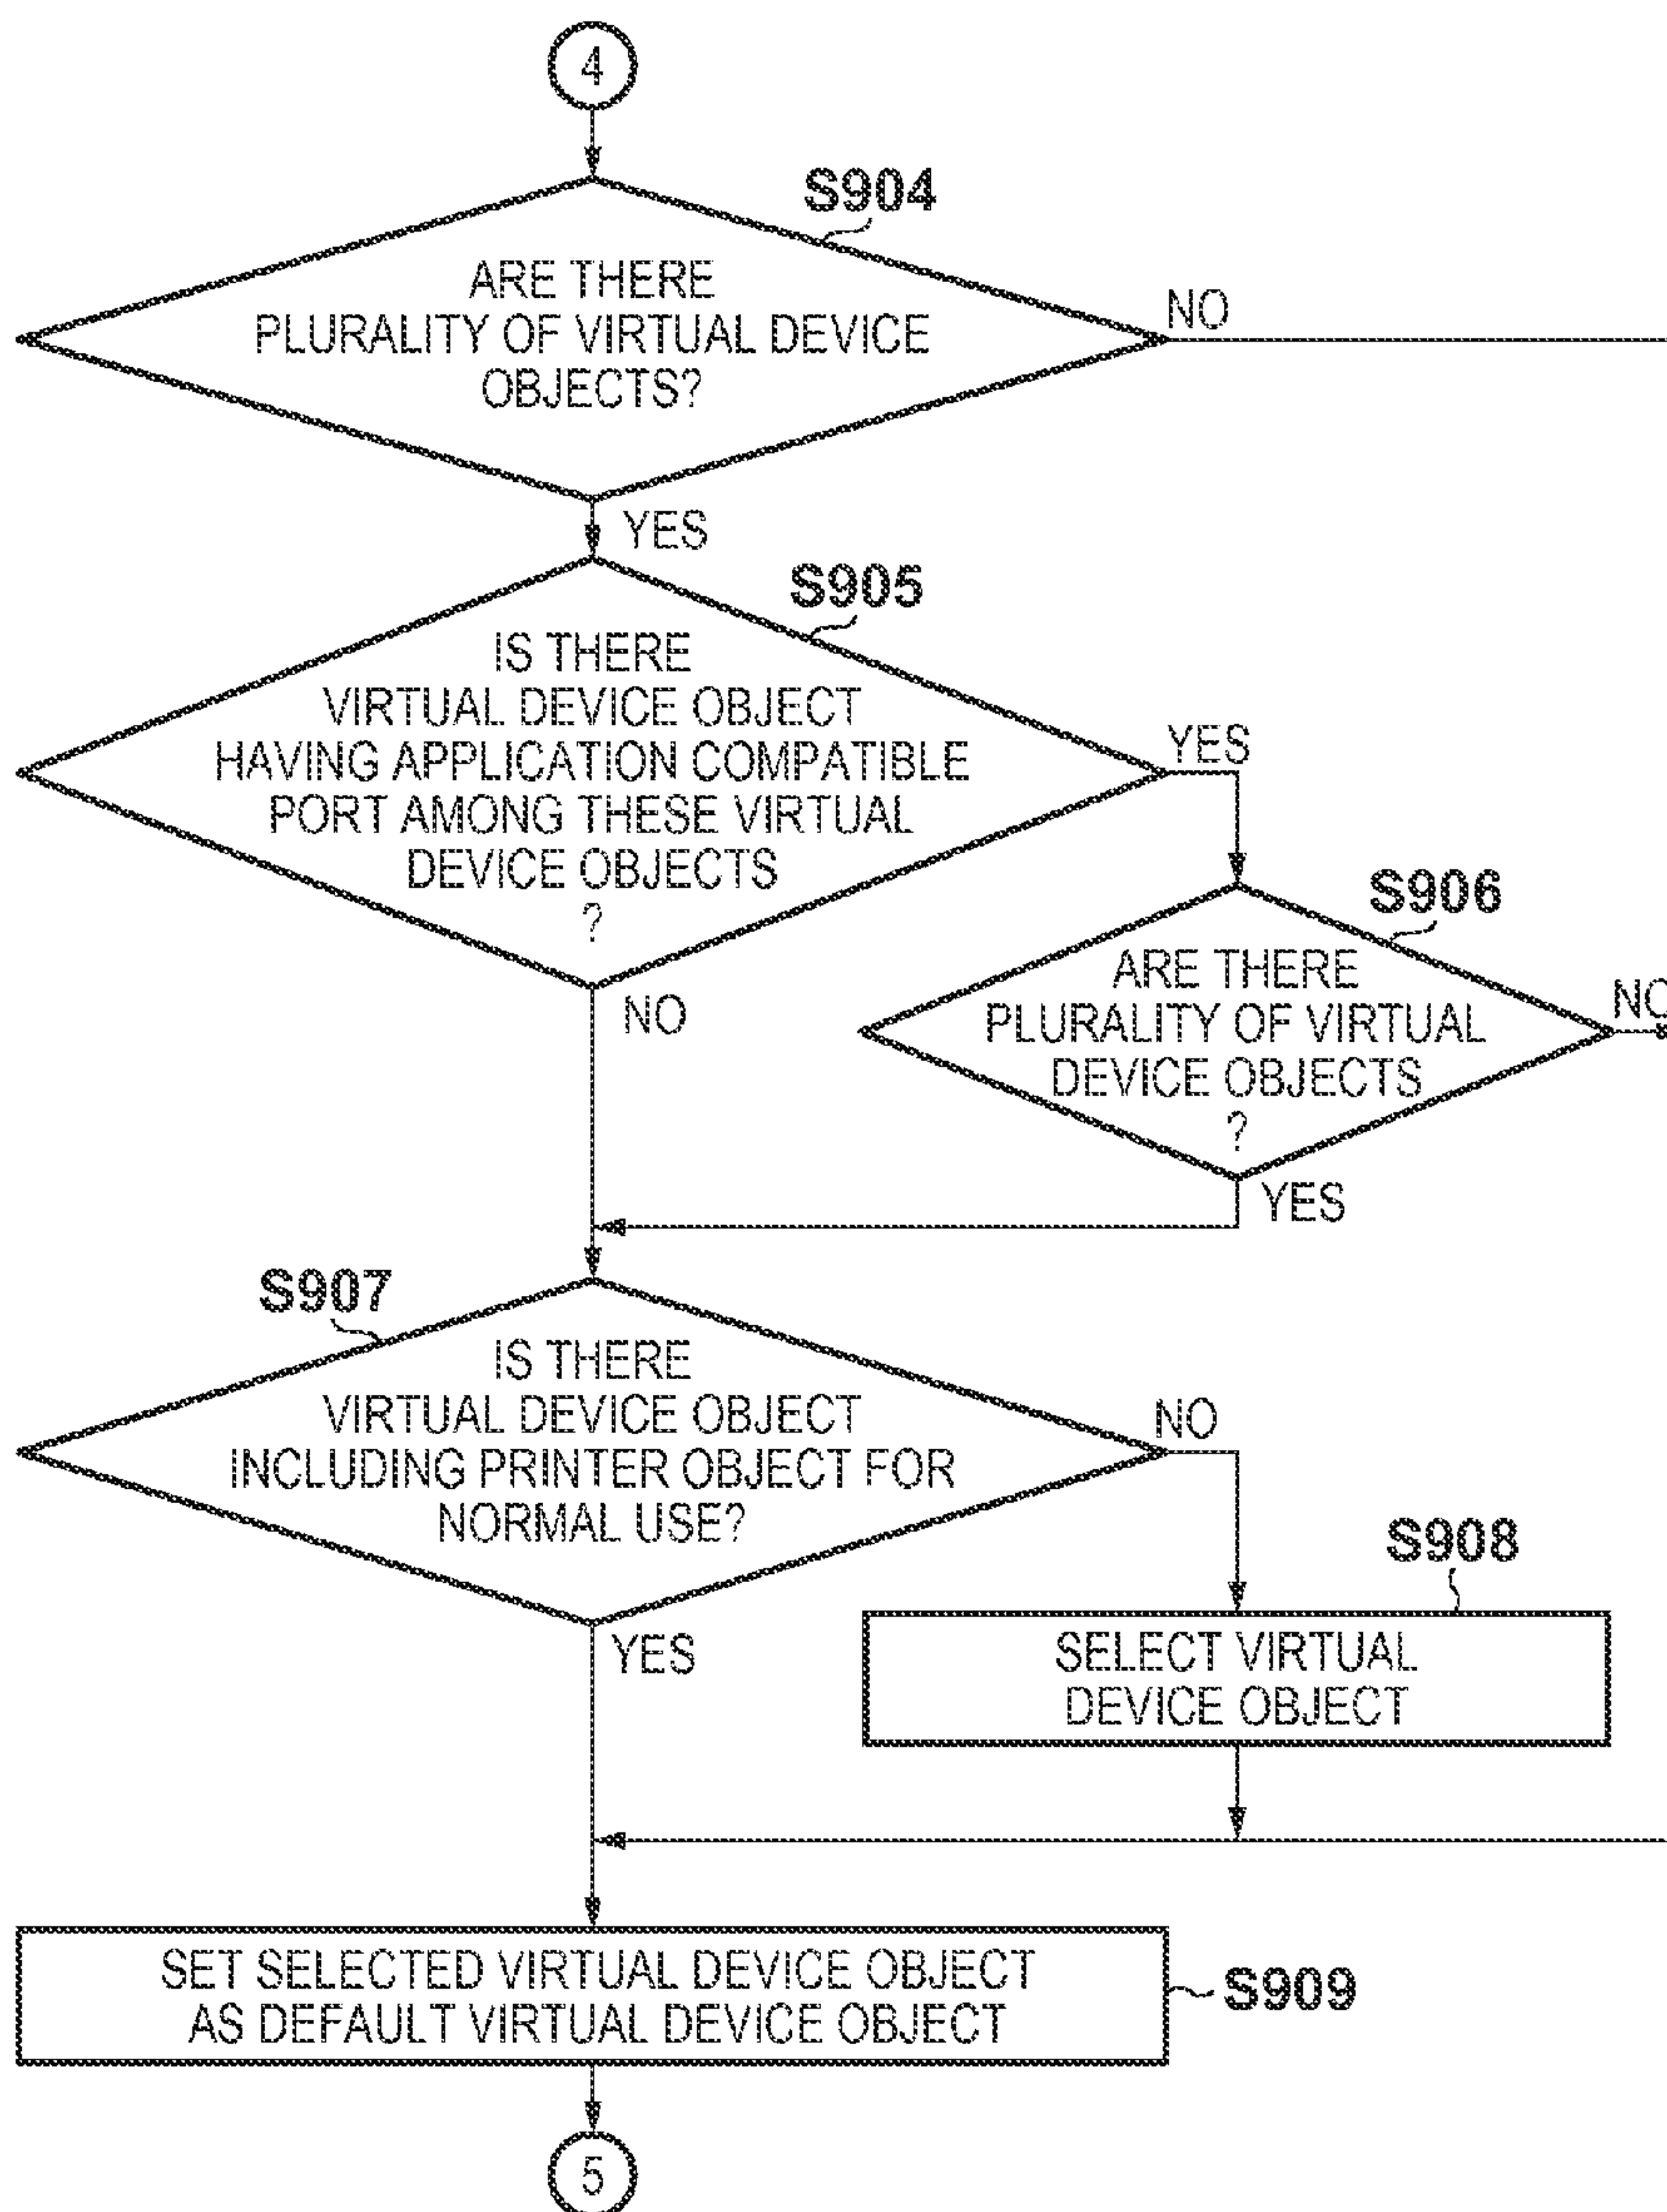 4
S904
ARE THERE
PLURALITY OF VIRTUAL DEVICE
OBJECTS?
NO
YES
S905
IS THERE
VIRTUAL DEVICE OBJECT
HAVING APPLICATION COMPATIBLE
PORT AMONG THESE VIRTUAL
DEVICE OBJECTS
?
YES
NO
S906
ARE THERE
PLURALITY OF VIRTUAL
DEVICE OBJECTS
?
NO
YES
S907
IS THERE
VIRTUAL DEVICE OBJECT
INCLUDING PRINTER OBJECT FOR
NORMAL USE?
NO
YES
S908
SELECT VIRTUAL
DEVICE OBJECT
SET SELECTED VIRTUAL DEVICE OBJECT
AS DEFAULT VIRTUAL DEVICE OBJECT
S909
5